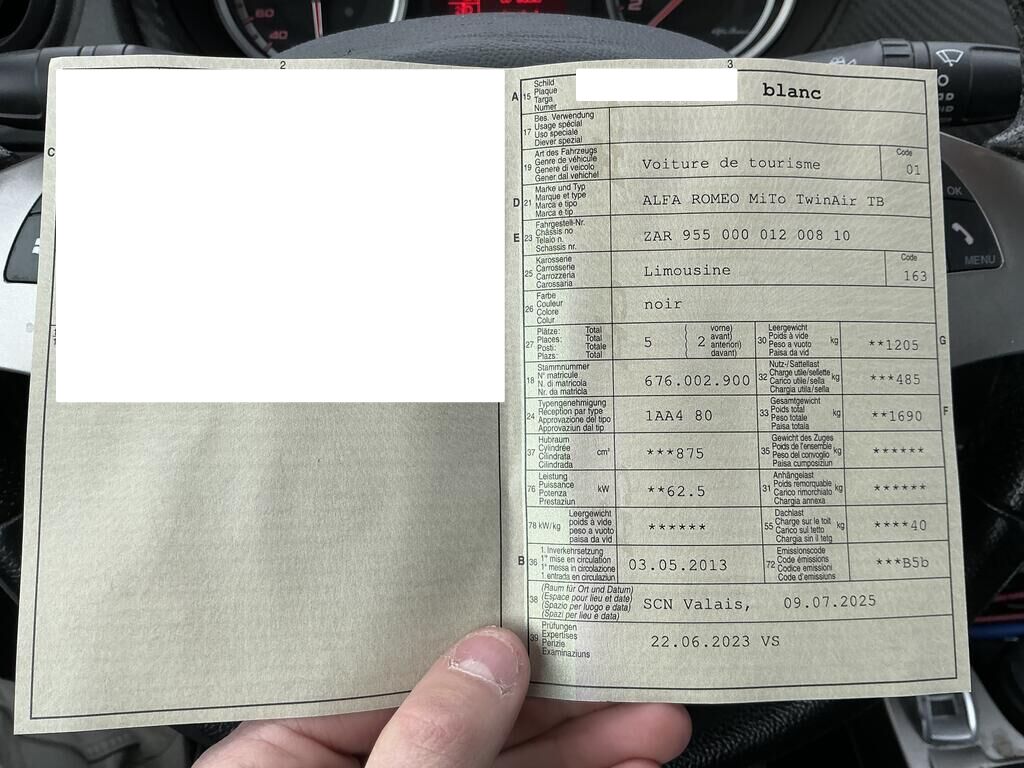 60
40
2
2
3
C
A 15 Schild
Plaque
Targa
Numer
blanc
17 Bes. Verwendung
Usage spécial
Uso speciale
Diever spezial
19 Art des Fahrzeugs
Genre de véhicule
Genere di veicolo
Gener dal vehichel
Voiture de tourisme
Code
01
D 21 Marke und Typ
Marque et type
Marca e tipo
Marca e tip
ALFA ROMEO MiTo TwinAir TB
E 23 Fahrgestell-Nr.
Châssis no
Telaio n.
Schassis nr.
ZAR 955 000 012 008 10
25 Karosserie
Carrosserie
Carrozzeria
Carossaria
Limousine
Code
163
26 Farbe
Couleur
Colore
Colur
noir
27 Plätze: Total
Places: Total
Posti: Totale
Plazs: Total
5 ( 2 vorne)
avant)
anteriori)
davant)
30 Leergewicht
Poids à vide
Peso a vuoto
Paisa da vid
kg
**1205
G
18 Stammnummer
N° matricule
N. di matricola
Nr. da matricla
676.002.900
32 Nutz-/Sattellast
Charge utile/sellette
Carico utile/sella
Chargia utila/sella
kg
***485
24 Typengenehmigung
Réception par type
Approvazione del tipo
Approvaziun dal tip
1AA4 80
33 Gesamtgewicht
Poids total
Peso totale
Paisa totala
kg
**1690
F
37 Hubraum
Cylindrée
Cilindrata
Cilindrada
cm³
***875
35 Gewicht des Zuges
Poids de l'ensemble
Peso del convoglio
Paisa cumposiziun
kg
******
76 Leistung
Puissance
Potenza
Prestaziun
kW
**62.5
31 Anhängelast
Poids remorquable
Carico rimorchiato
Chargia annexa
kg
******
78 kW/kg Leergewicht
poids à vide
peso a vuoto
paisa da vid
******
55 Dachlast
Charge sur le toit
Carico sul tetto
Chargia sin il tetg
kg
****40
B 36 1. Inverkehrsetzung
1re mise en circulation
1a messa in circolazione
1. entrada en circulaziun
03.05.2013
72 Emissionscode
Code émissions
Codice emissioni
Code d'emissiuns
***B5b
38 (Raum für Ort und Datum)
(Espace pour lieu et date)
(Spazio per luogo e data)
(Spazi per lieu e data)
SCN Valais, 09.07.2025
39 Prüfungen
Expertises
Perizie
Examinaziuns
22.06.2023 VS
OK
MENU